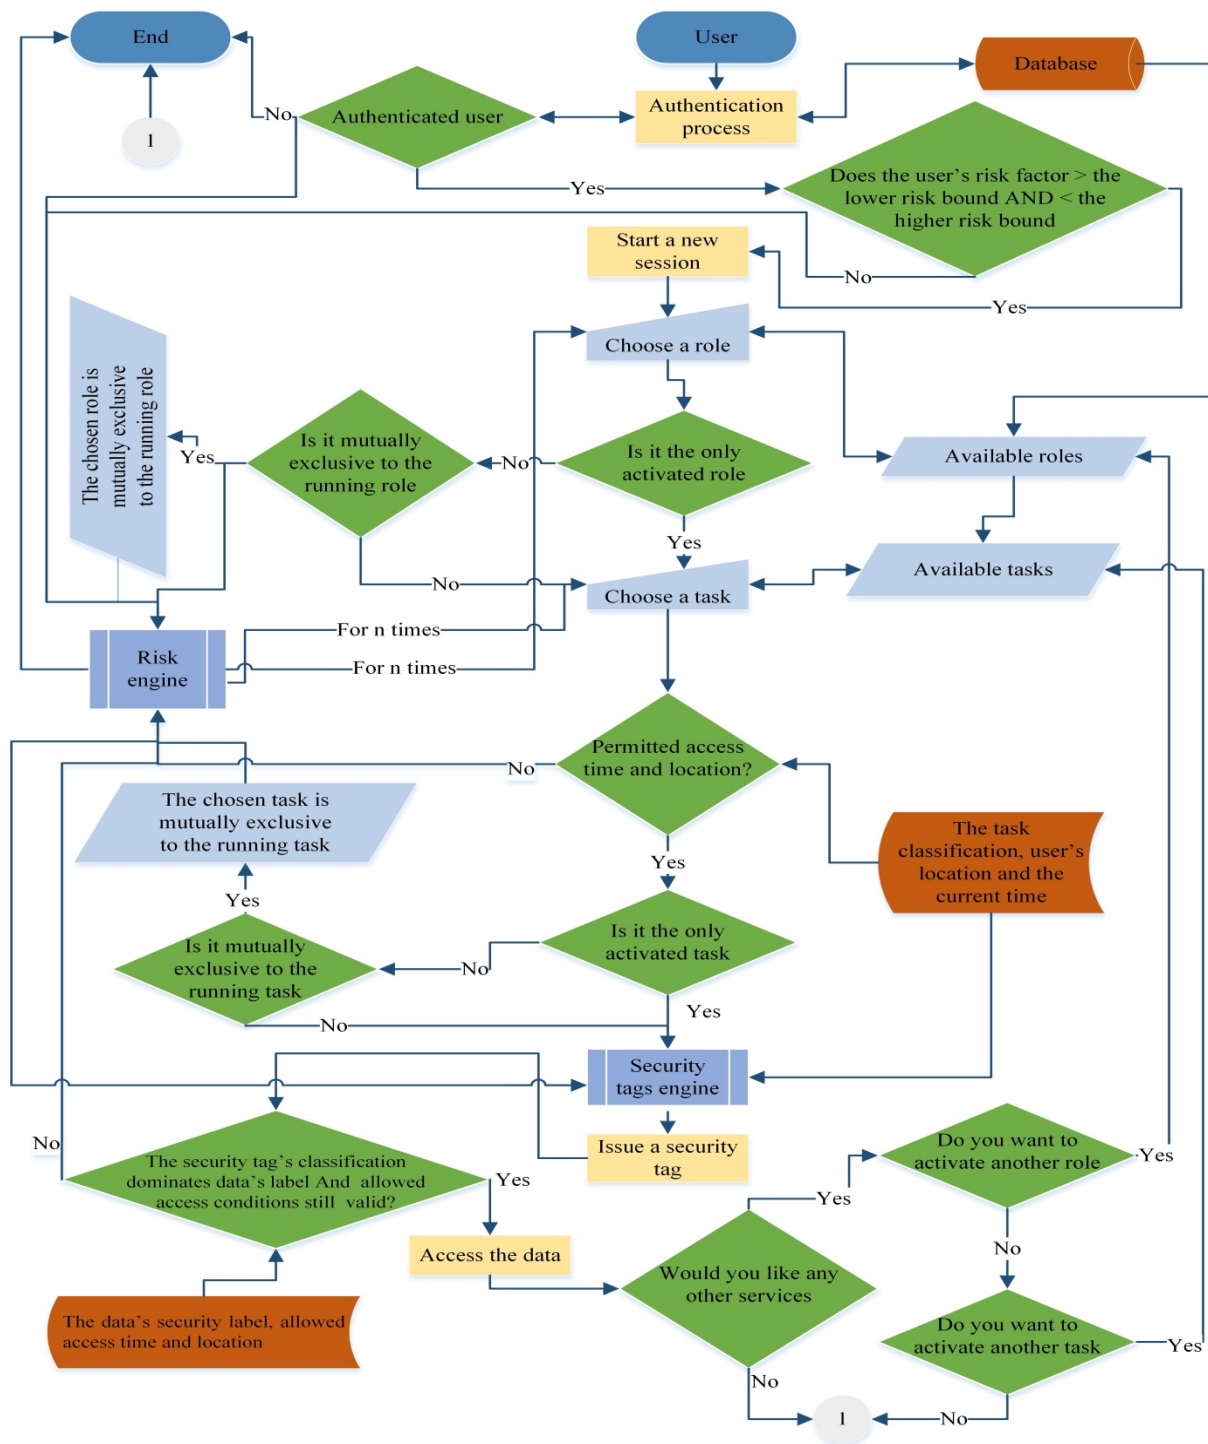 End
User
Database
Authentication
process
Authenticated user
No
1
Yes
Does the user's risk factor > the
lower risk bound AND < the
higher risk bound
Start a new
session
No
Yes
Choose a role
The chosen role is
mutually exclusive
to the running role
Is it mutually
exclusive to the
running role
Yes
No
Is it the only
activated role
Available roles
Yes
No
Choose a task
Available tasks
For n times
Risk
engine
For n times
Permitted access
time and location?
No
The chosen task is
mutually exclusive
to the running task
The task
classification, user's
location and the
current time
Yes
Yes
Is it the only
activated task
Is it mutually
exclusive to the
running task
No
Yes
No
Security
tags engine
Issue a security
tag
No
The security tag's classification
dominates data's label And allowed
access conditions still valid?
Yes
Do you want to
activate another role
Yes
Yes
Access the data
No
Would you like any
other services
The data's security label, allowed
access time and location
Do you want to
activate another task
Yes
No
1
No